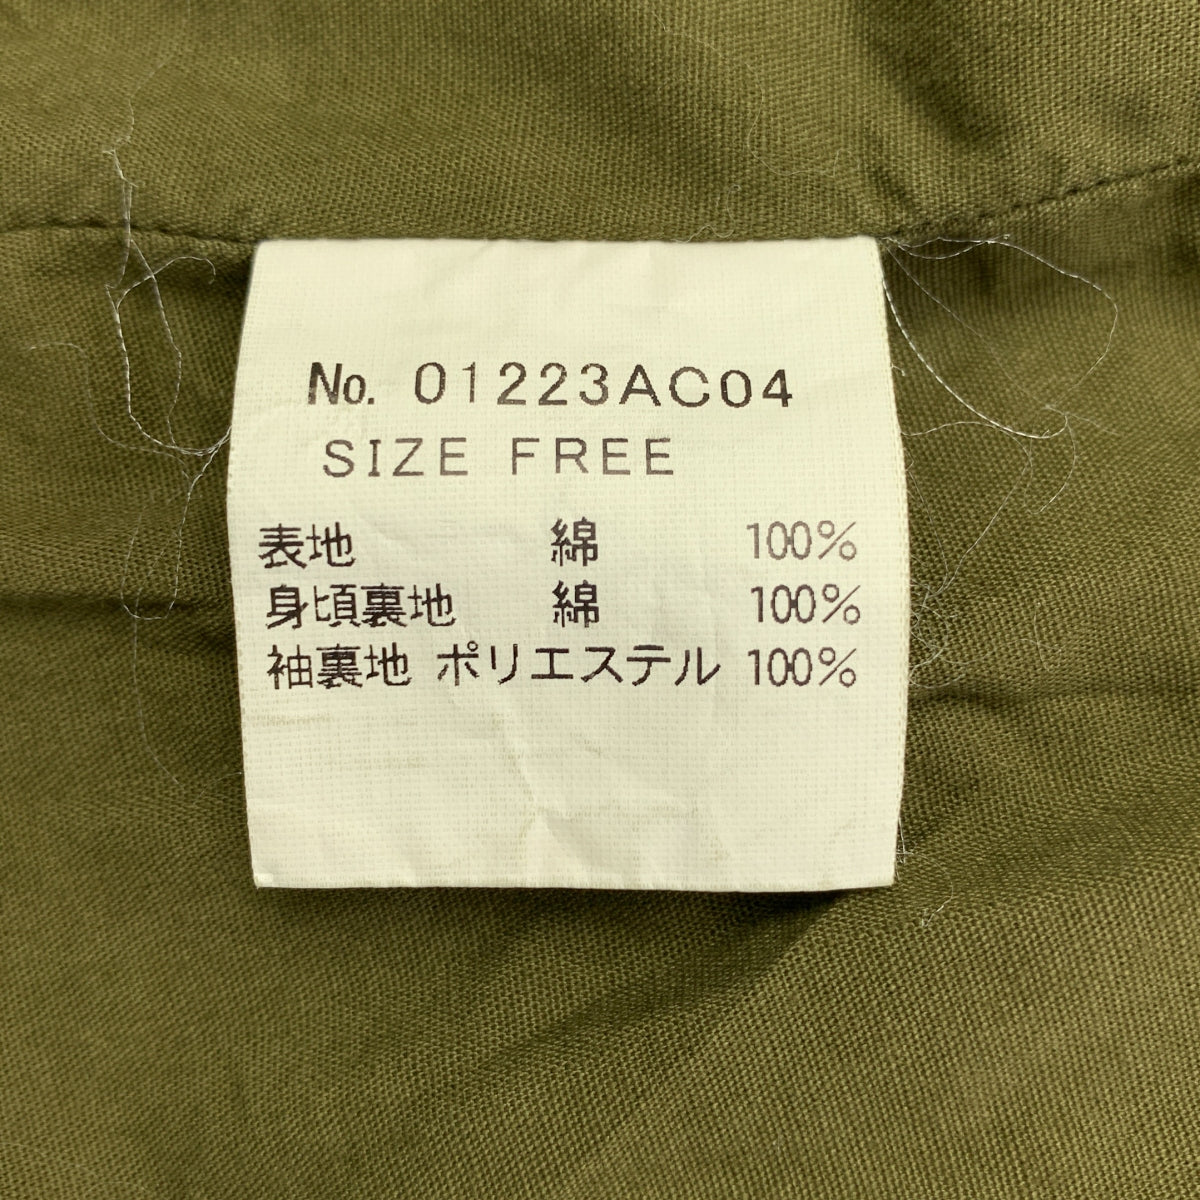 No. 01223AC04
SIZE FREE
表地 綿 100%
身頃裏地 綿 100%
袖裏地 ポリエステル 100%